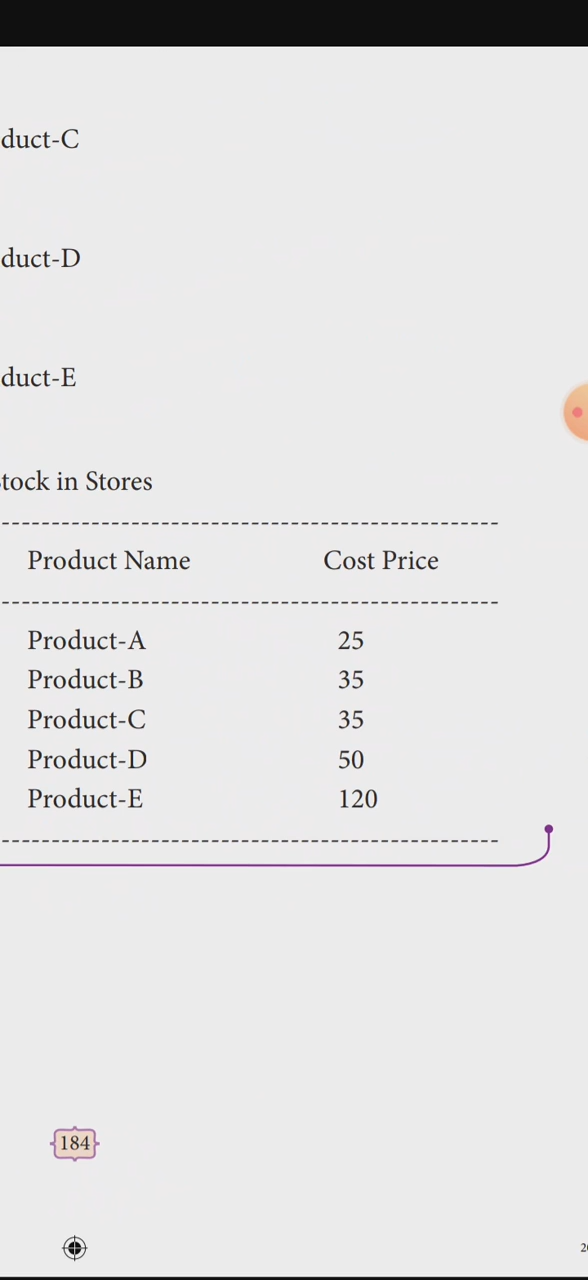 duct-C
duct-D
duct-E
tock in Stores
--------------------------------------------------------------
Product Name Cost Price
--------------------------------------------------------------
Product-A 25
Product-B 35
Product-C 35
Product-D 50
Product-E 120
--------------------------------------------------------------
184